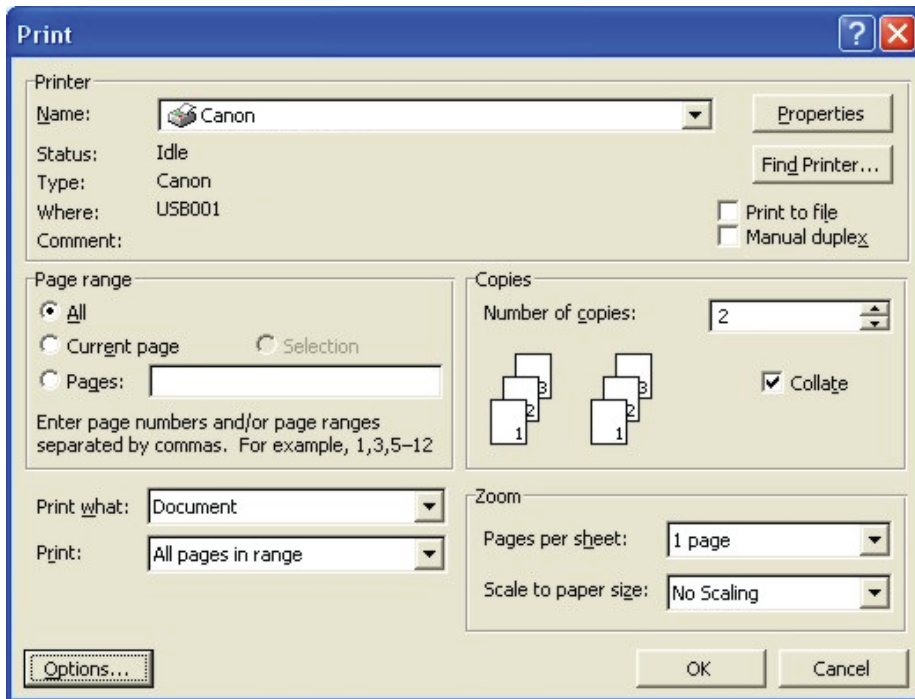 Print
Printer
Name: Canon Properties
Status: Idle
Find Printer...
Type: Canon
Where: USB001
Print to file
Comment:
Manual duplex
Page range
All
Current page Selection
Pages:
Enter page numbers and/or page ranges
separated by commas. For example, 1,3,5–12
Copies
Number of copies: 2
3 3
2 2
1 1
Collate
Print what: Document
Print: All pages in range
Zoom
Pages per sheet: 1 page
Scale to paper size: No Scaling
Options... OK Cancel